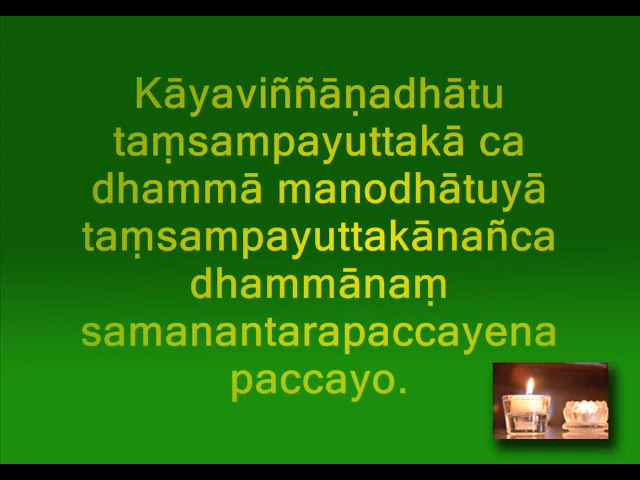 Kāyaviññāṇadhātu
taṃsampayuttakā ca
dhammā manodhātuyā
taṃsampayuttakānañca
dhammānaṃ
samanantarapaccayena
paccayo.